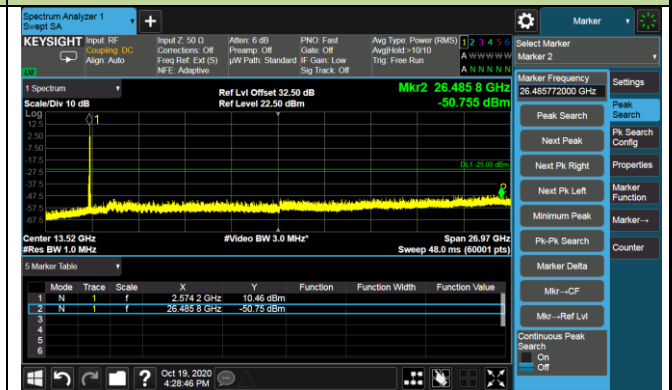 Spectrum Analyzer 1
Swept SA
Marker
KEYSIGHT Input: RF
Coupling: DC
Align: Auto
Input Z: 50 Ω
Corrections: Off
Freq Ref: Ext (S)
NFE: Adaptive
Atten: 6 dB
Preamp: Off
µW Path: Standard
PNO: Fast
Gate: Off
IF Gain: Low
Sig Track: Off
Avg Type: Power (RMS)
Avg|Hold:>10/10
Trig: Free Run
1 2 3 4 5 6
A W W W W W
A N N N N N
Select Marker
Marker 2
1 Spectrum
Scale/Div 10 dB
Log
Ref Lvl Offset 32.50 dB
Ref Level 22.50 dBm
Mkr2 26.485 8 GHz
-50.755 dBm
1
12.5
2.50
-7.50
-17.5
-27.5
-37.5
-47.5
-57.5
-67.5
DL1 -25.00 dBm
Center 13.52 GHz
#Res BW 1.0 MHz
#Video BW 3.0 MHz*
Span 26.97 GHz
Sweep 48.0 ms (60001 pts)
5 Marker Table
Mode Trace Scale X Y Function Function Width Function Value
1 N 1 f 2.574 2 GHz 10.46 dBm
2 N 1 f 26.485 8 GHz -50.75 dBm
3
4
5
6
Marker Frequency
26.485772000 GHz
Peak Search
Next Peak
Next Pk Right
Next Pk Left
Minimum Peak
Pk-Pk Search
Marker Delta
Mkr→CF
Mkr→Ref Lvl
Continuous Peak
Search
On
Off
Settings
Peak
Search
Pk Search
Config
Properties
Marker
Function
Marker→
Counter
Oct 19, 2020
4:28:46 PM